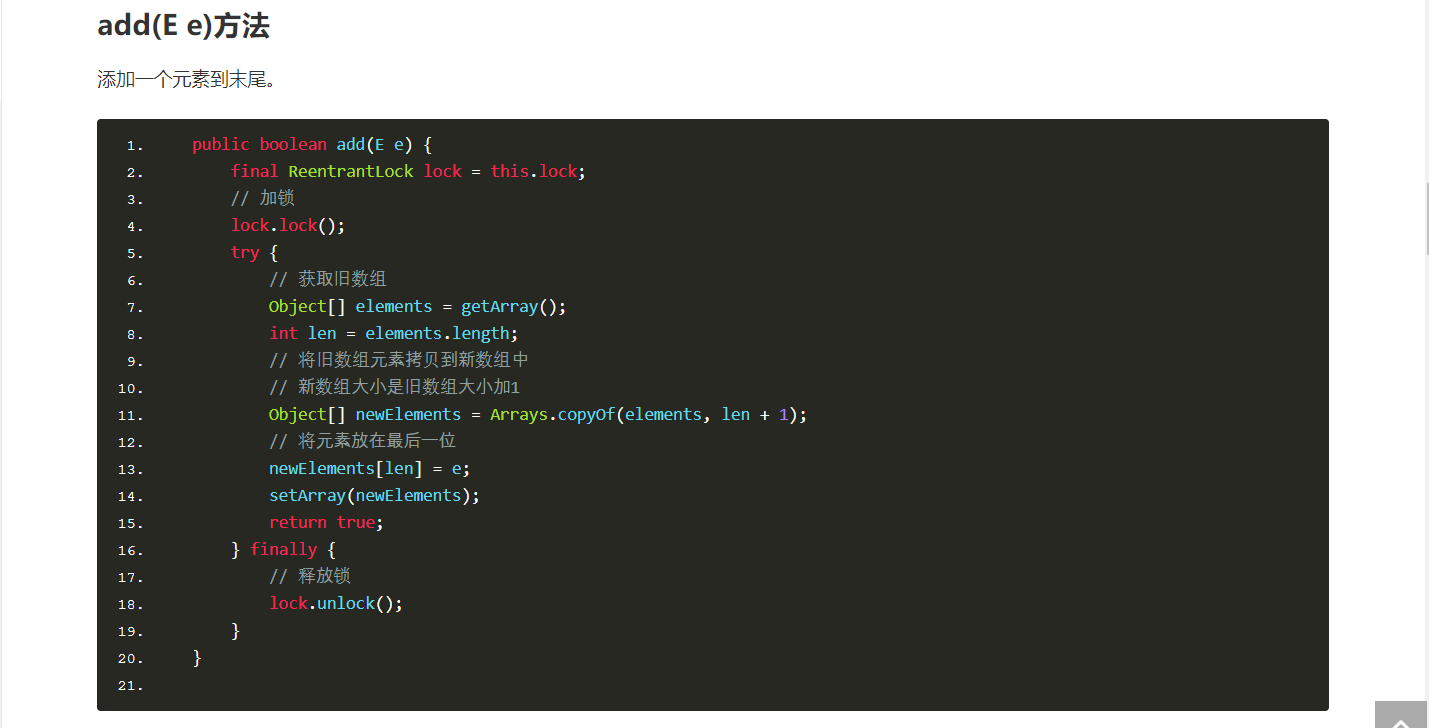 add(E e)方法
添加一个元素到末尾。
1. public boolean add(E e) {
2. final ReentrantLock lock = this.lock;
3. // 加锁
4. lock.lock();
5. try {
6. // 获取旧数组
7. Object[] elements = getArray();
8. int len = elements.length;
9. // 将旧数组元素拷贝到新数组中
10. // 新数组大小是旧数组大小加1
11. Object[] newElements = Arrays.copyOf(elements, len + 1);
12. // 将元素放在最后一位
13. newElements[len] = e;
14. setArray(newElements);
15. return true;
16. } finally {
17. // 释放锁
18. lock.unlock();
19. }
20. }
21.